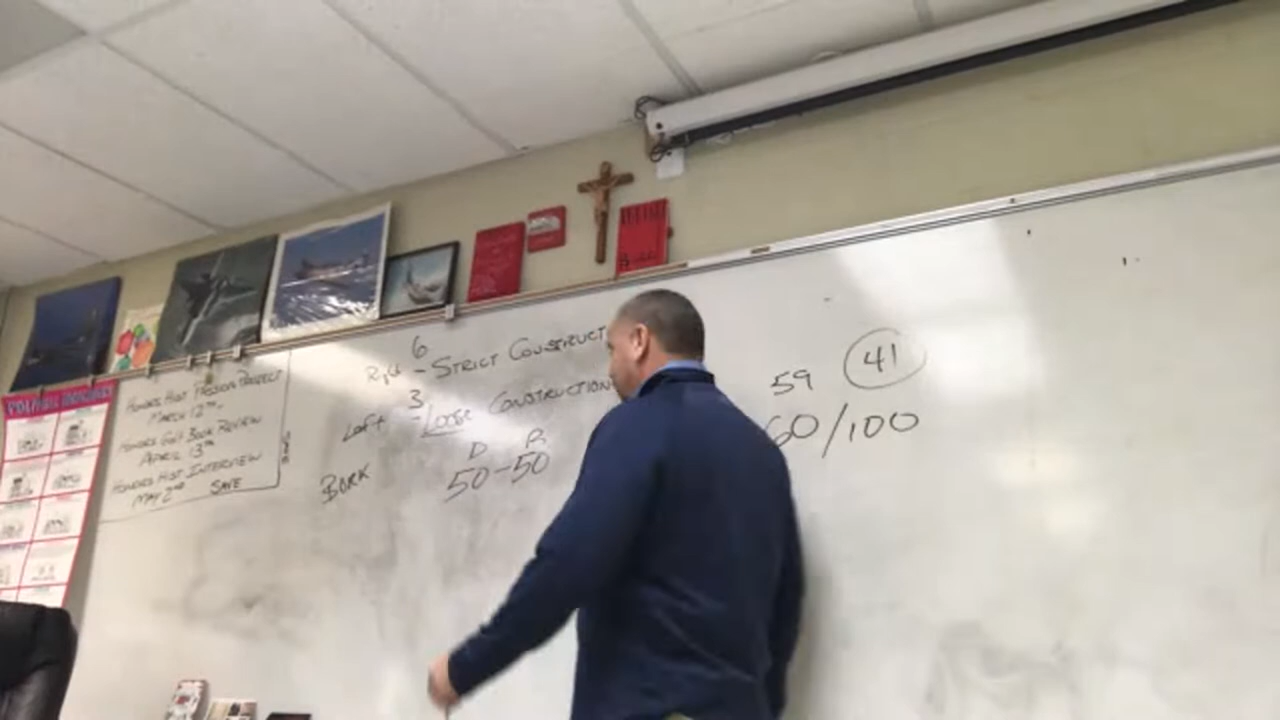 HONORS HIST PASSION PROJECT
MARCH 12TH
HONORS GOVT BOOK REVIEW
APRIL 13TH
HONORS HIST INTERVIEW
MAY 2ND SAVE
6
Right - STRICT CONSTRUCT
3
Left - LOOSE CONSTRUCTION
D R
BORK 50-50
59 41
60/100